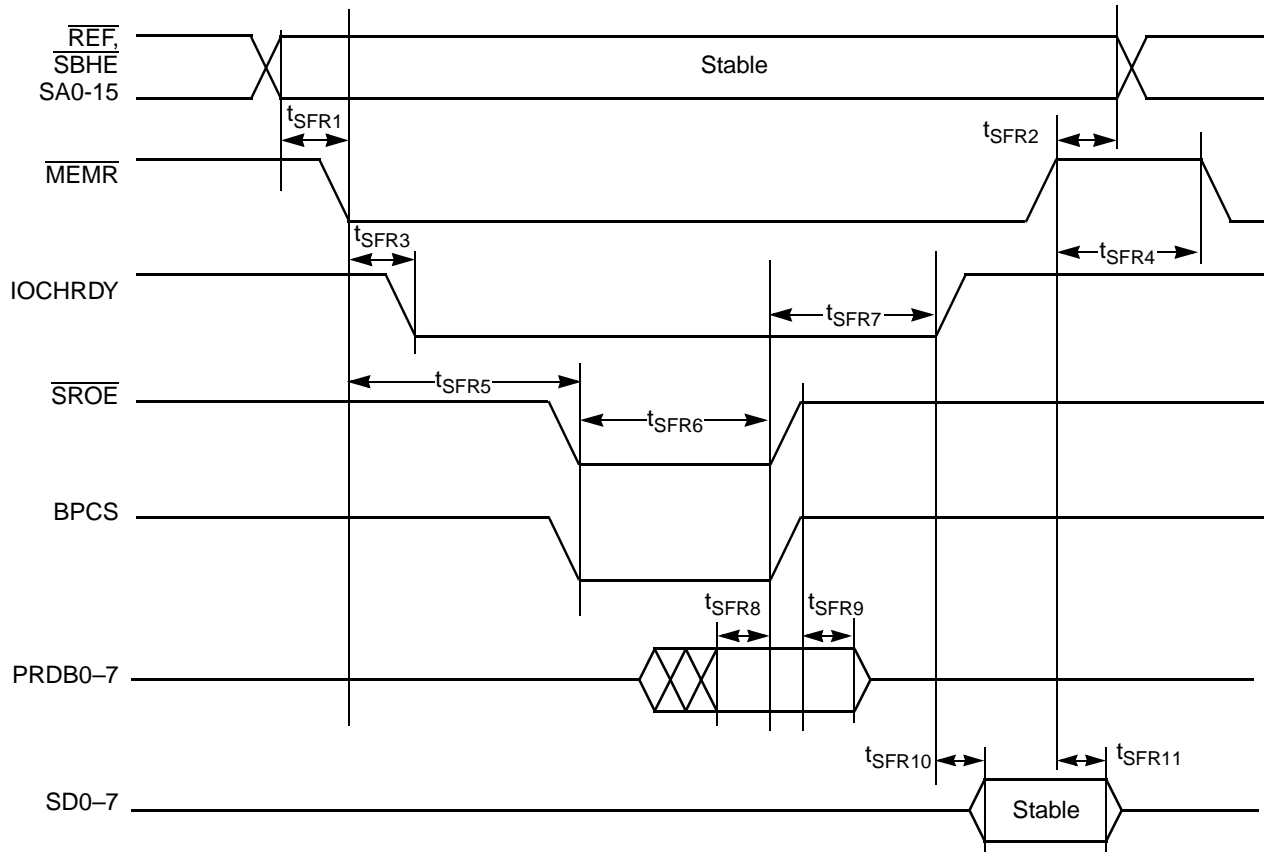 REF,
SBHE
SA0-15
Stable
tSFR1
tSFR2
MEMR
tSFR3
tSFR4
IOCHRDY
tSFR7
tSFR5
SROE
tSFR6
BPCS
tSFR8
tSFR9
PRDB0–7
tSFR10
tSFR11
SD0–7
Stable